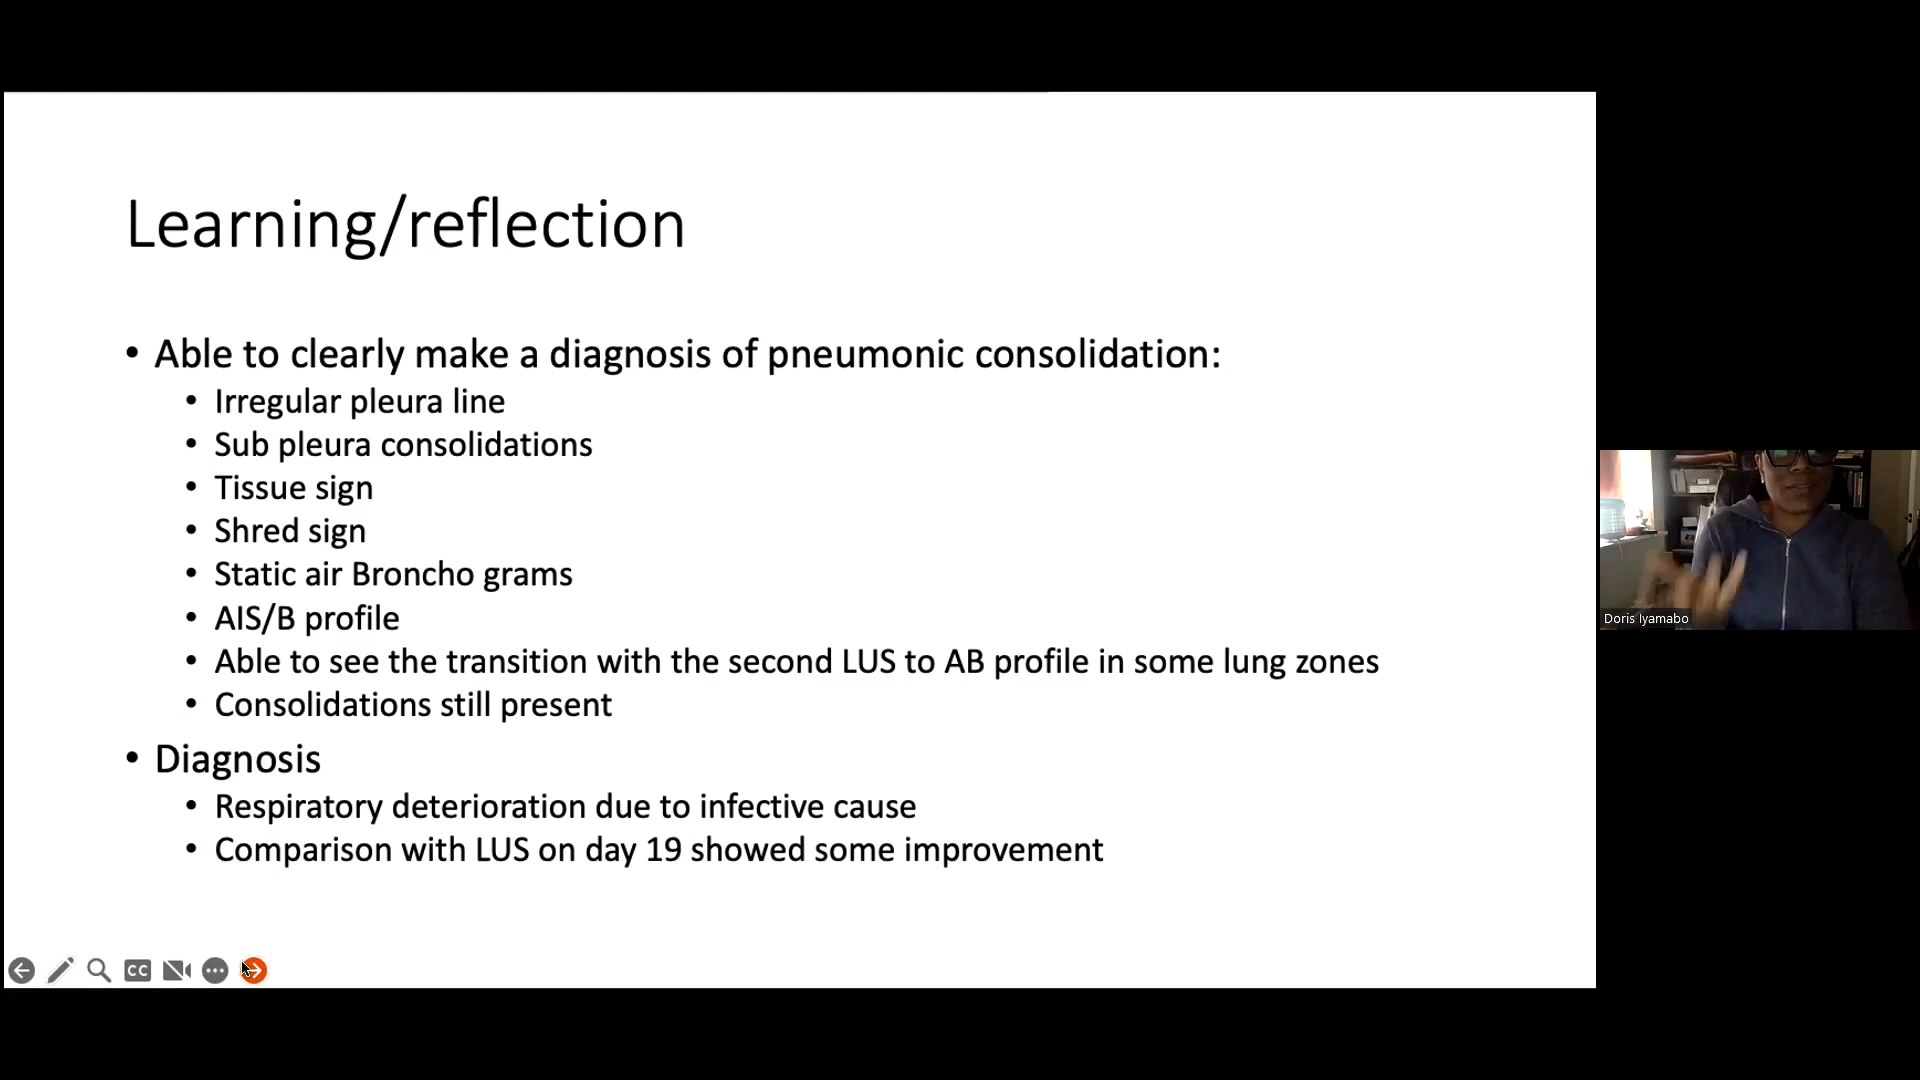 Learning/reflection
• Able to clearly make a diagnosis of pneumonic consolidation:
• Irregular pleura line
• Sub pleura consolidations
• Tissue sign
• Shred sign
• Static air Broncho grams
• AIS/B profile
• Able to see the transition with the second LUS to AB profile in some lung zones
• Consolidations still present
• Diagnosis
• Respiratory deterioration due to infective cause
• Comparison with LUS on day 19 showed some improvement
CC
Doris Iyamabo